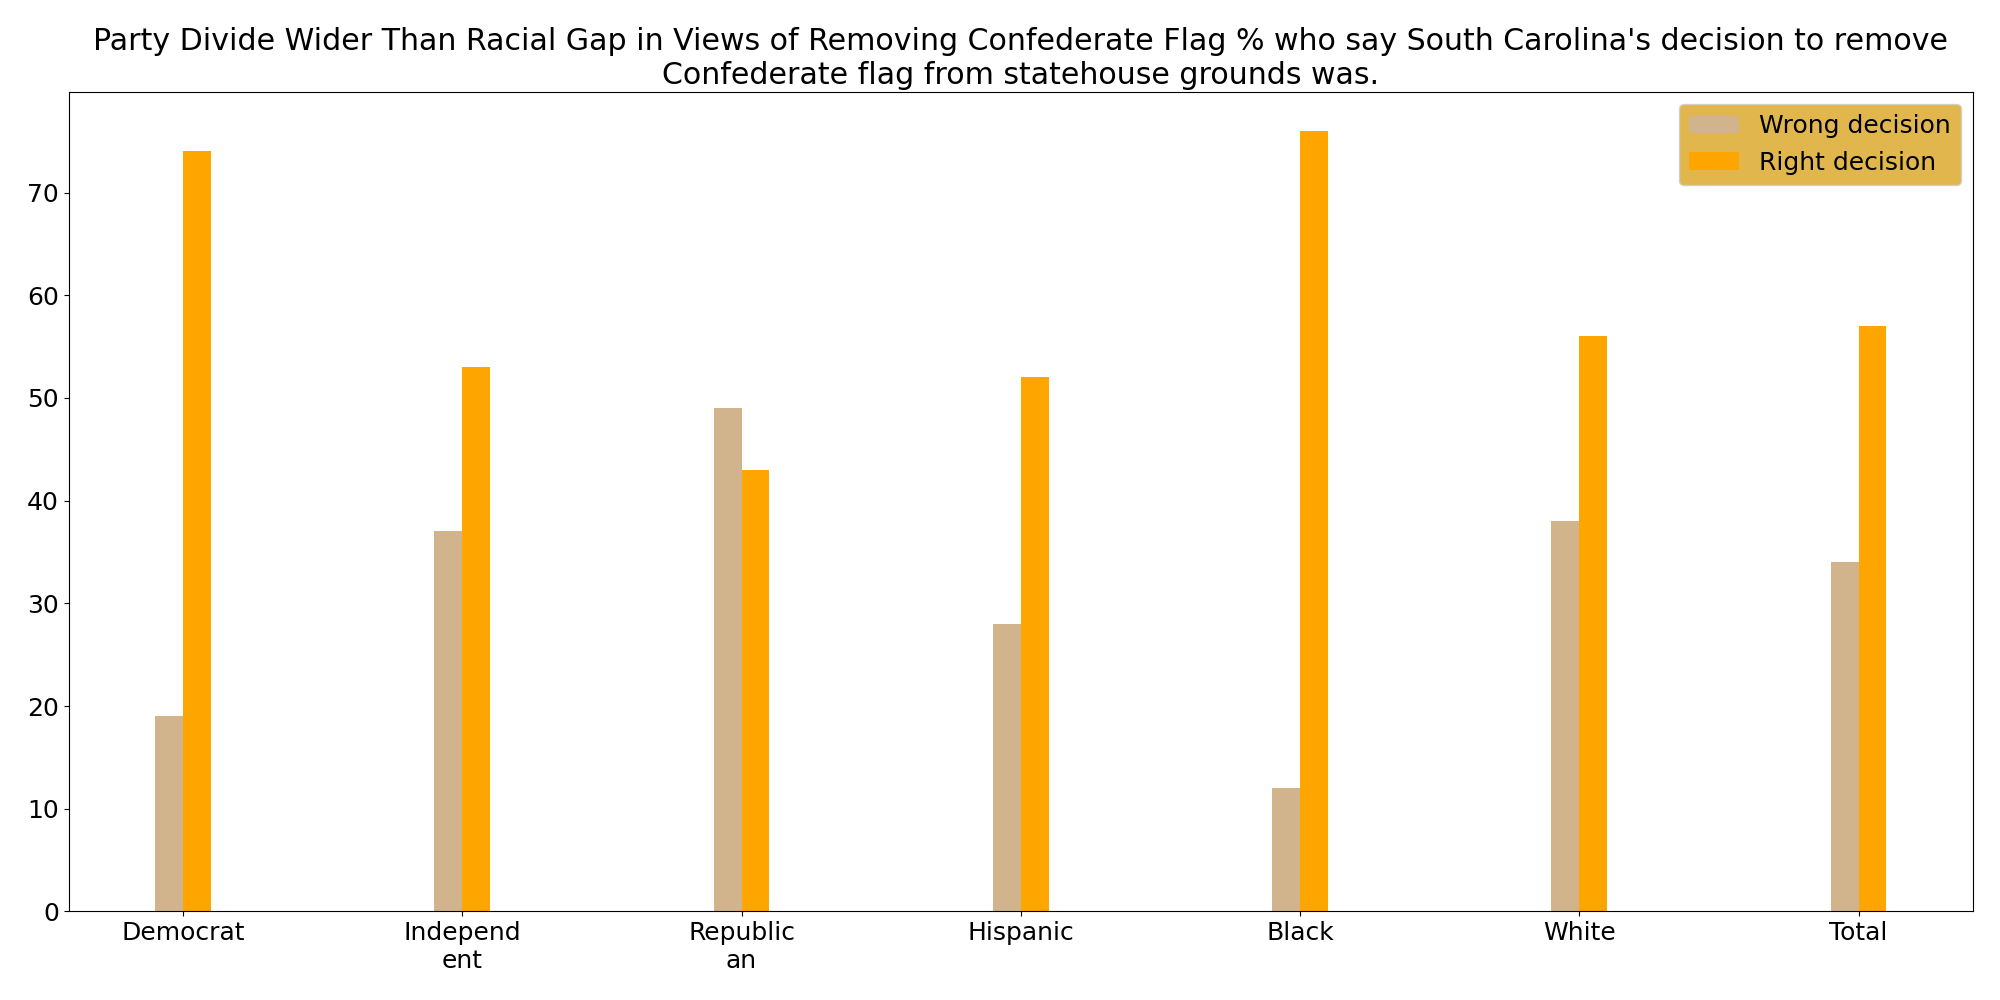 Party Divide Wider Than Racial Gap in Views of Removing Confederate Flag % who say South Carolina's decision to remove
Confederate flag from statehouse grounds was.
Wrong decision
Right decision
70
60
50
40
30
20
10
0
Democrat
Independ
ent
Republic
an
Hispanic
Black
White
Total